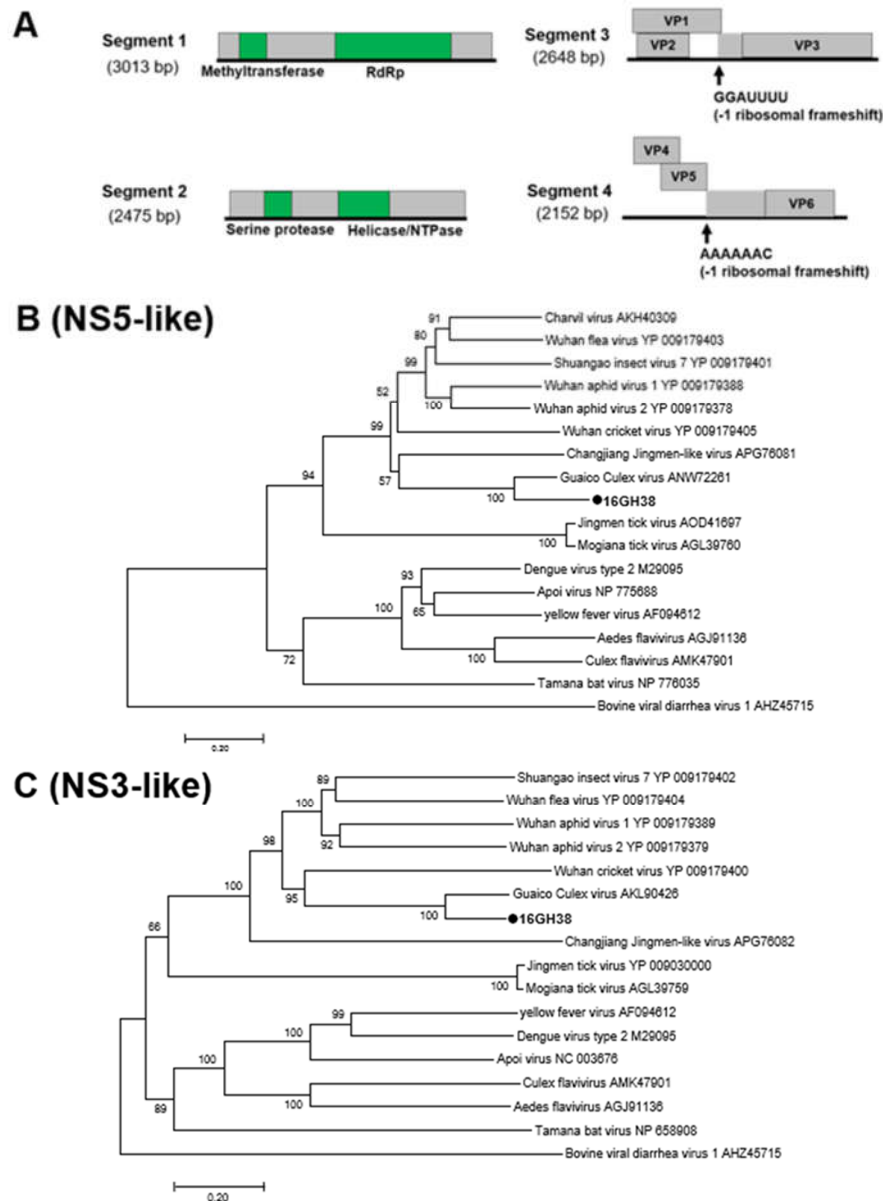 A
Segment 1
(3013 bp)
Methyltransferase
RdRp
Segment 3
(2648 bp)
VP1
VP2
VP3
GGAUUUU
(-1 ribosomal frameshift)
Segment 2
(2475 bp)
Serine protease
Helicase/NTPase
Segment 4
(2152 bp)
VP4
VP5
VP6
AAAAAAC
(-1 ribosomal frameshift)
B (NS5-like)
91
Charvil virus AKH40309
80
Wuhan flea virus YP 009179403
99
Shuangao insect virus 7 YP 009179401
52
Wuhan aphid virus 1 YP 009179388
100
Wuhan aphid virus 2 YP 009179378
99
Wuhan cricket virus YP 009179405
57
Changjiang Jingmen-like virus APG76081
94
Guaico Culex virus ANW72261
100
16GH38
Jingmen tick virus AOD41697
100
Mogiana tick virus AGL39760
93
Dengue virus type 2 M29095
Apoi virus NP 775688
100
65
yellow fever virus AF094612
Aedes flavivirus AGJ91136
100
Culex flavivirus AMK47901
72
Tamana bat virus NP 776035
Bovine viral diarrhea virus 1 AHZ45715
0.20
C (NS3-like)
89
Shuangao insect virus 7 YP 009179402
100
Wuhan flea virus YP 009179404
Wuhan aphid virus 1 YP 009179389
98
92
Wuhan aphid virus 2 YP 009179379
Wuhan cricket virus YP 009179400
100
95
Guaico Culex virus AKL90426
100
16GH38
66
Changjiang Jingmen-like virus APG76082
Jingmen tick virus YP 009030000
100
Mogiana tick virus AGL39759
99
yellow fever virus AF094612
100
Dengue virus type 2 M29095
100
Apoi virus NC 003676
Culex flavivirus AMK47901
89
100
Aedes flavivirus AGJ91136
Tamana bat virus NP 658908
Bovine viral diarrhea virus 1 AHZ45715
0.20